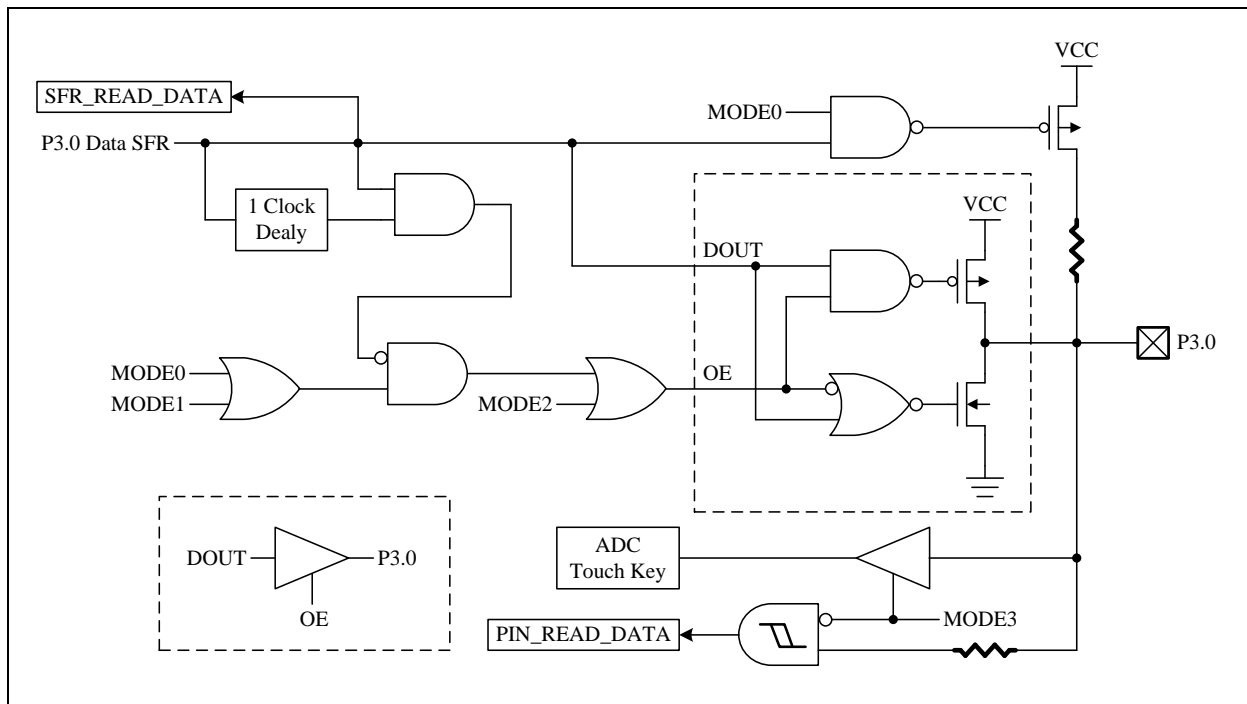 VCC
SFR_READ_DATA
MODE0
P3.0 Data SFR
1 Clock
Dealy
VCC
DOUT
MODE0
MODE1
MODE2
OE
P3.0
DOUT
P3.0
OE
ADC
Touch Key
MODE3
PIN_READ_DATA